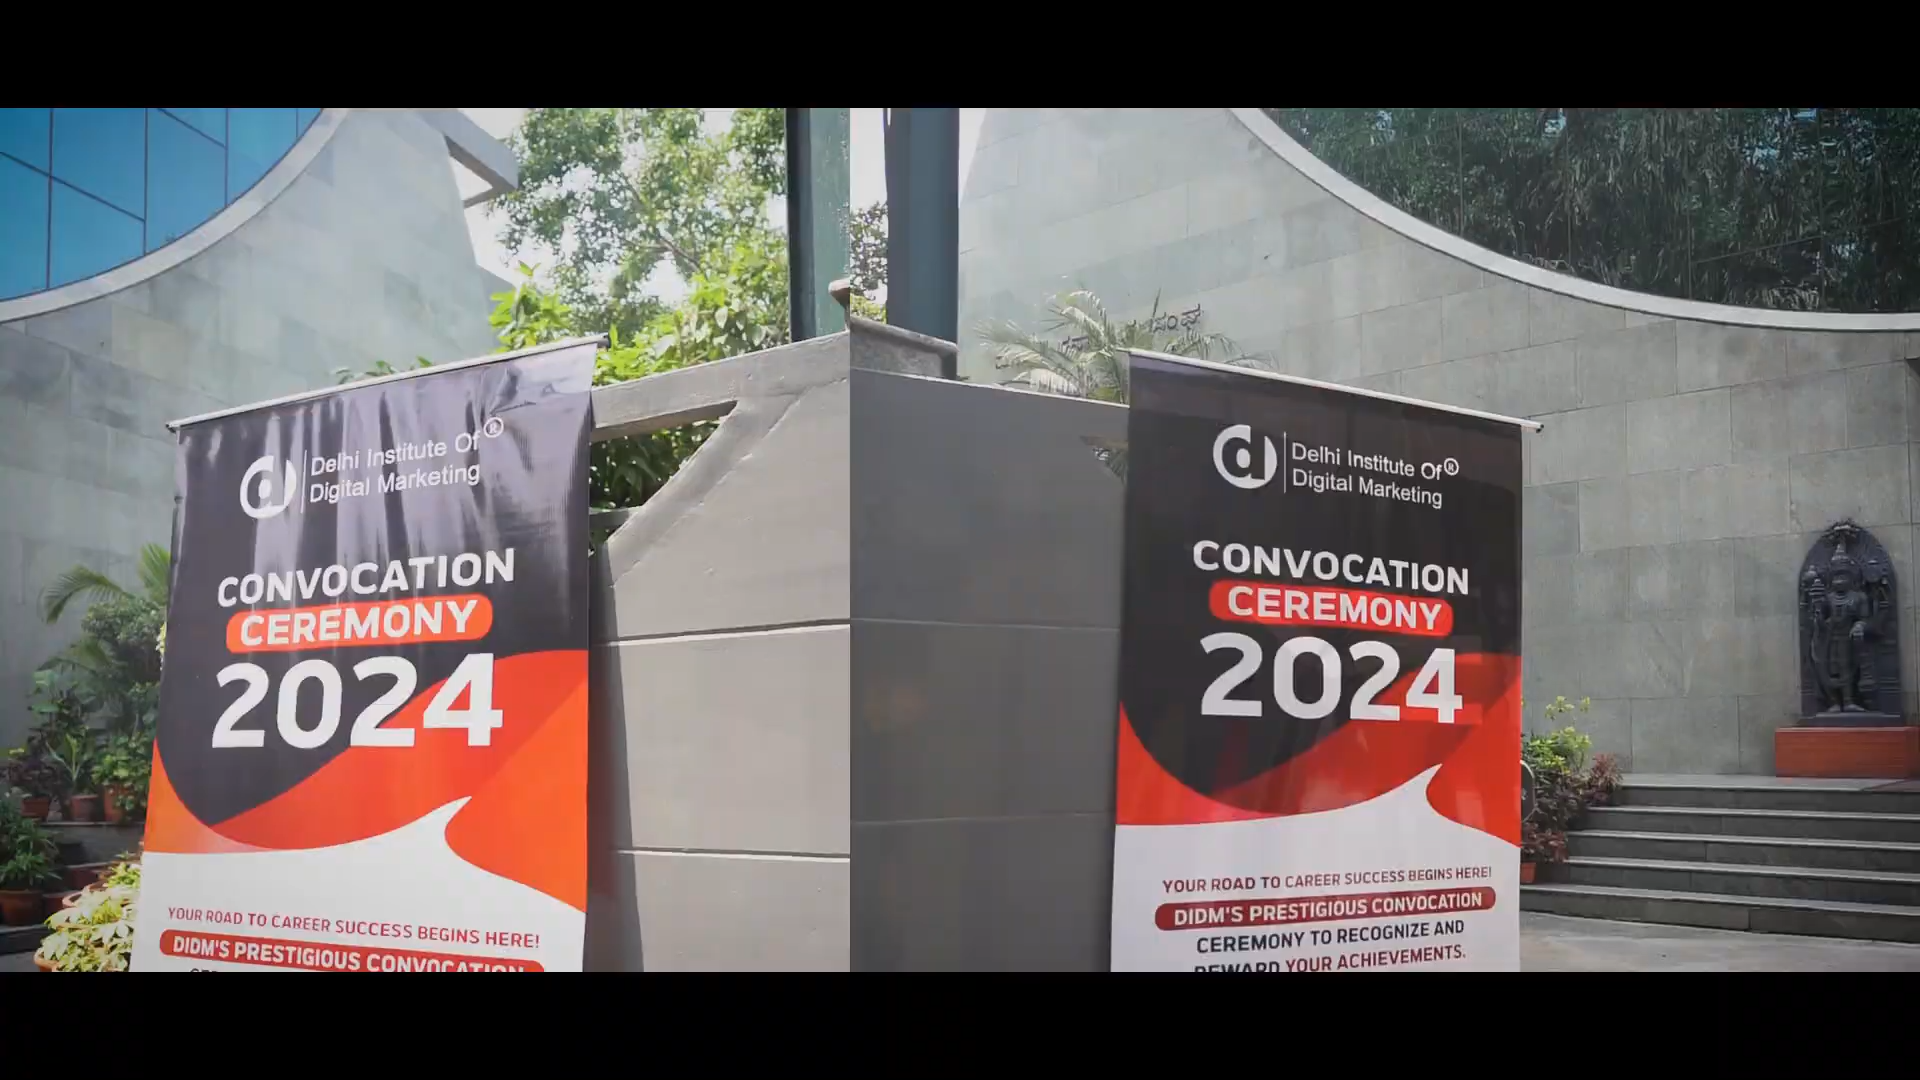 Delhi Institute Of®
Digital Marketing
CONVOCATION
CEREMONY
2024
YOUR ROAD TO CAREER SUCCESS BEGINS HERE!
DIDM'S PRESTIGIOUS CONVOCATION
Delhi Institute Of®
Digital Marketing
CONVOCATION
CEREMONY
2024
YOUR ROAD TO CAREER SUCCESS BEGINS HERE!
DIDM'S PRESTIGIOUS CONVOCATION
CEREMONY TO RECOGNIZE AND
REWARD YOUR ACHIEVEMENTS.